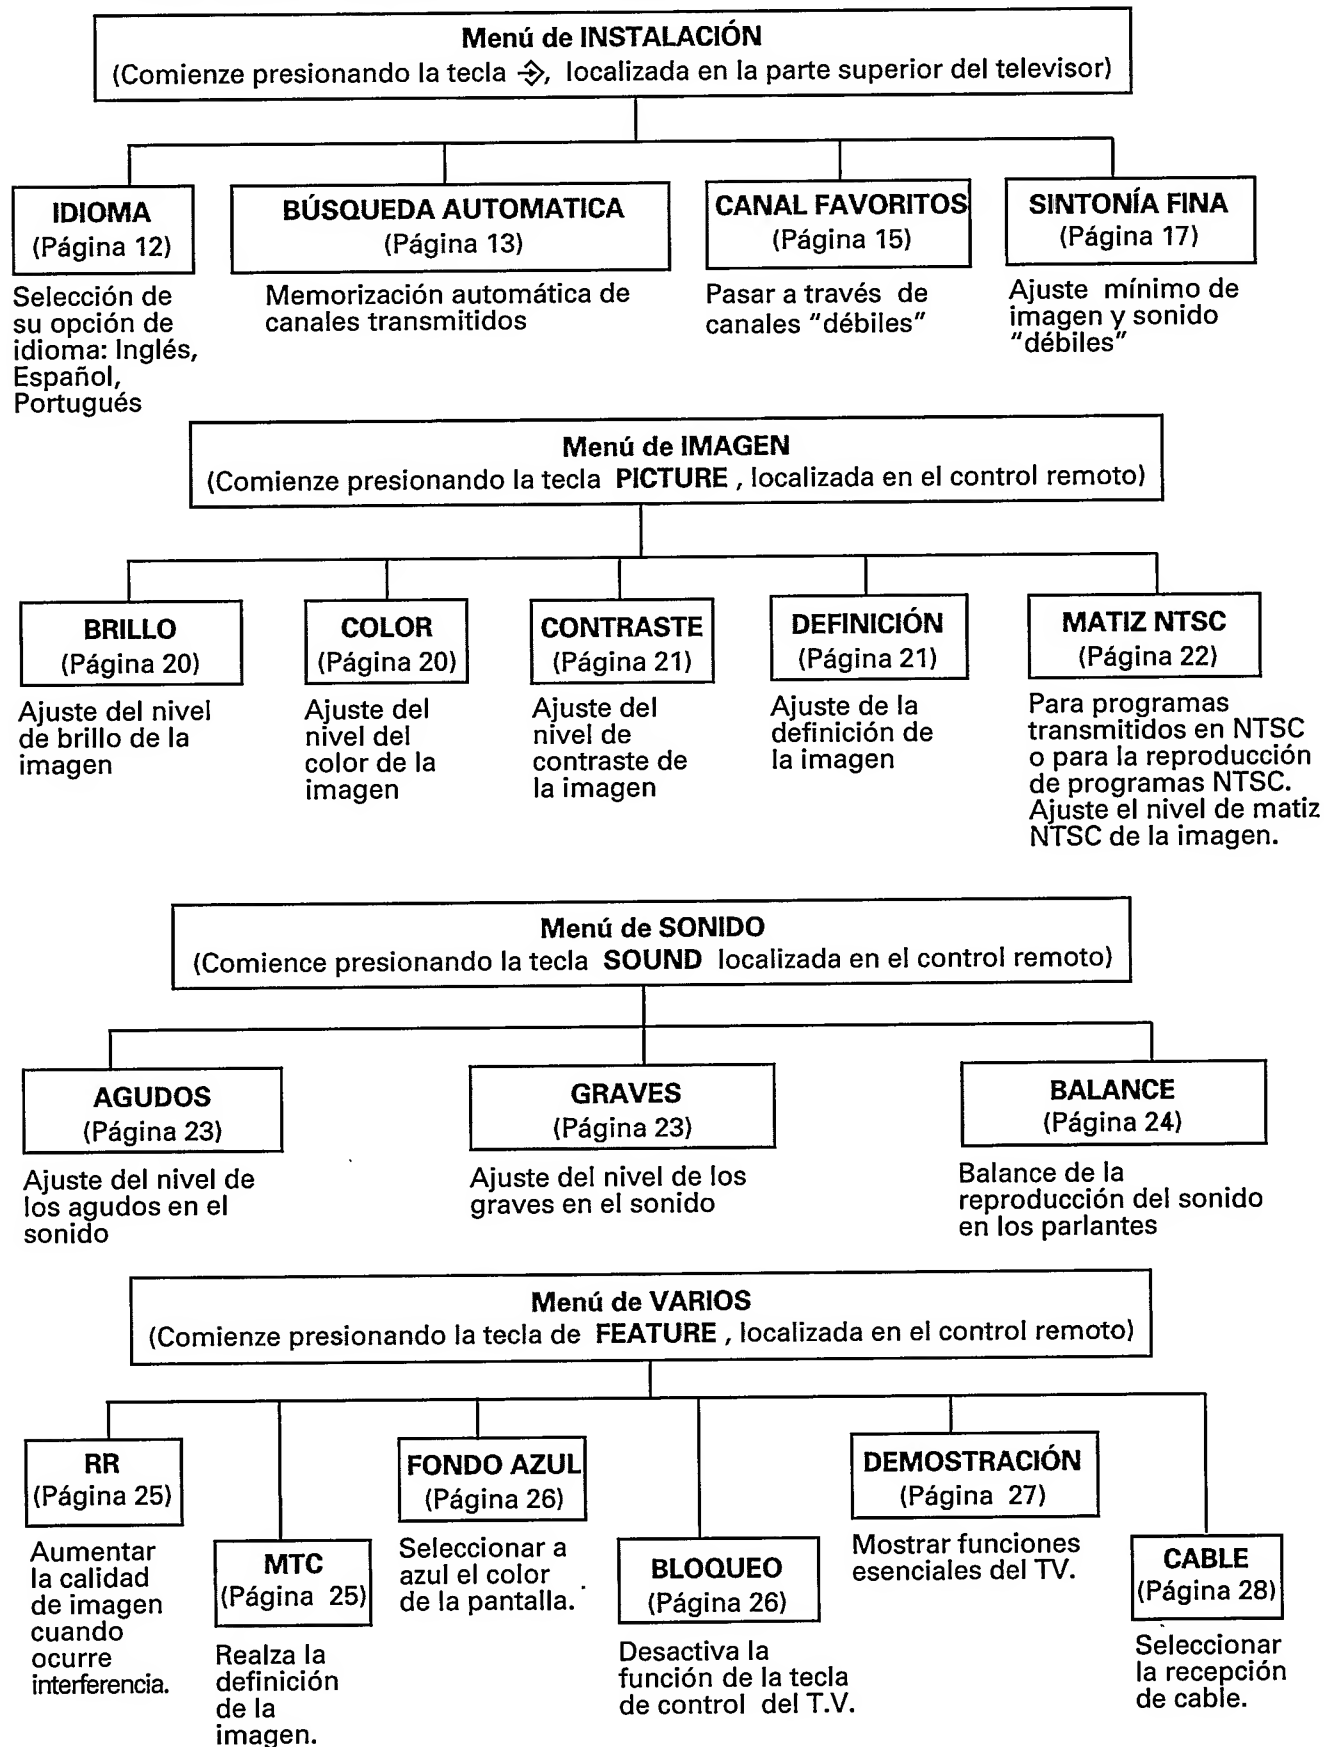 Menú de INSTALACIÓN
(Comienze presionando la tecla , localizada en la parte superior del televisor)
IDIOMA
(Página 12)
Selección de
su opción de
idioma: Inglés,
Español,
Portugués
BÚSQUEDA AUTOMATICA
(Página 13)
Memorización automática de
canales transmitidos
CANAL FAVORITOS
(Página 15)
Pasar a través de
canales "débiles"
SINTONÍA FINA
(Página 17)
Ajuste mínimo de
imagen y sonido
"débiles"
Menú de IMAGEN
(Comienze presionando la tecla PICTURE , localizada en el control remoto)
BRILLO
(Página 20)
Ajuste del nivel
de brillo de la
imagen
COLOR
(Página 20)
Ajuste del
nivel del
color de la
imagen
CONTRASTE
(Página 21)
Ajuste del
nivel de
contraste de
la imagen
DEFINICIÓN
(Página 21)
Ajuste de la
definición de
la imagen
MATIZ NTSC
(Página 22)
Para programas
transmitidos en NTSC
o para la reproducción
de programas NTSC.
Ajuste el nivel de matiz
NTSC de la imagen.
Menú de SONIDO
(Comience presionando la tecla SOUND localizada en el control remoto)
AGUDOS
(Página 23)
Ajuste del nivel de
los agudos en el
sonido
GRAVES
(Página 23)
Ajuste del nivel de los
graves en el sonido
BALANCE
(Página 24)
Balance de la
reproducción del sonido
en los parlantes
Menú de VARIOS
(Comienze presionando la tecla de FEATURE , localizada en el control remoto)
RR
(Página 25)
Aumentar
la calidad
de imagen
cuando
ocurre
interferencia.
MTC
(Página 25)
Realza la
definición
de la
imagen.
FONDO AZUL
(Página 26)
Seleccionar a
azul el color
de la pantalla.
BLOQUEO
(Página 26)
Desactiva la
función de la tecla
de control del T.V.
DEMOSTRACIÓN
(Página 27)
Mostrar funciones
esenciales del TV.
CABLE
(Página 28)
Seleccionar
la recepción
de cable.